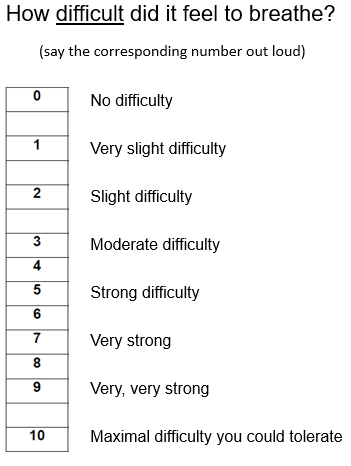 How difficult did it feel to breathe?
(say the corresponding number out loud)
0 No difficulty
1 Very slight difficulty
2 Slight difficulty
3 Moderate difficulty
4
5 Strong difficulty
6
7 Very strong
8
9 Very, very strong
10 Maximal difficulty you could tolerate